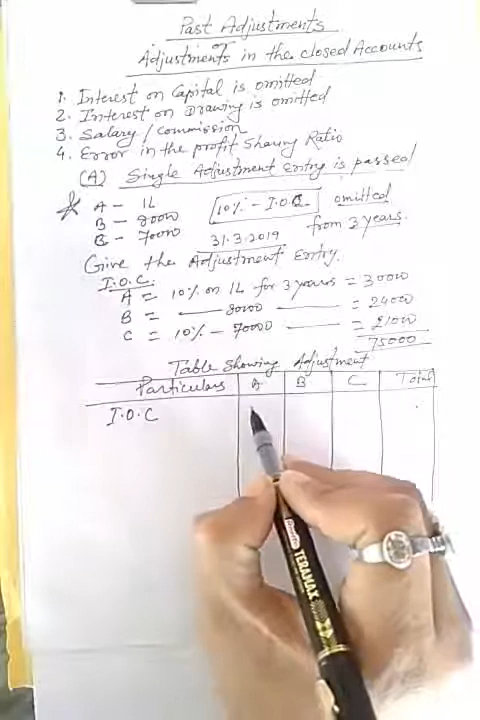 Past Adjustments
Adjustments in the closed Accounts
1. Interest on Capital is omitted
2. Interest on Drawing is omitted
3. Salary / commission
4. Error in the profit Sharing Ratio
(A) Single Adjustment Entry is passed
A - 1L
B - 80000
- 70000
10% - I.O.C omitted
31.3.2019 from 3 years.
Give the Adjustment Entry.
I.O.C.
A = 10% on 1L for 3 years = 30000
B = — 80000 — = 24000
C = 10% - 70000 — = 21000
75000
Table Showing Adjustment
Particulars A B C Total
I.O.C
TERAMAX